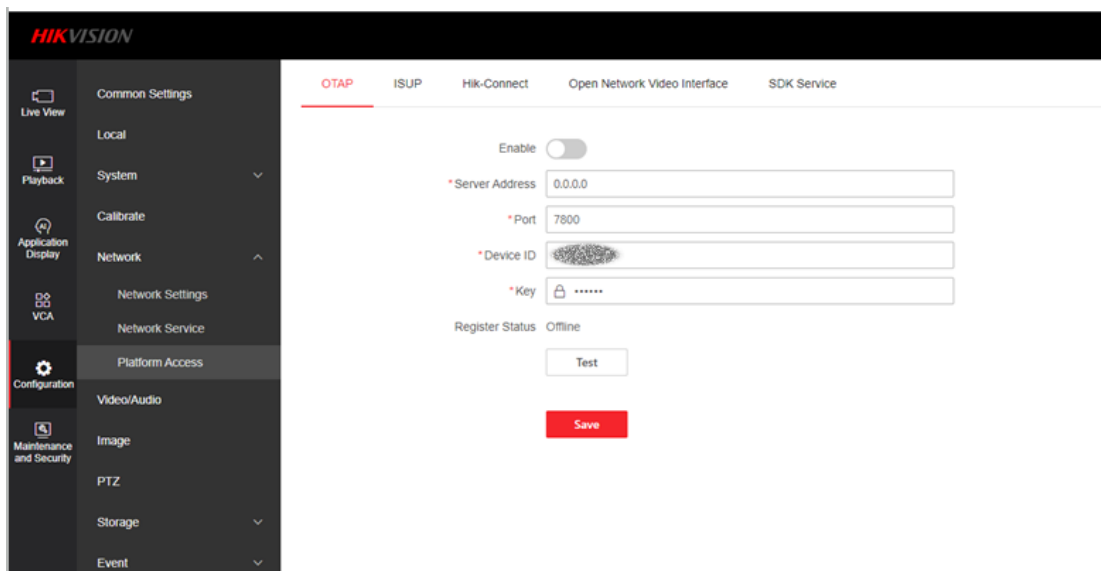 HIKVISION
Live View
Playback
Application
Display
VCA
Configuration
Maintenance
and Security
Common Settings
Local
System
Calibrate
Network
Network Settings
Network Service
Platform Access
Video/Audio
Image
PTZ
Storage
Event
OTAP ISUP Hik-Connect Open Network Video Interface SDK Service
Enable
*Server Address 0.0.0.0
*Port 7800
*Device ID
*Key ••••••
Register Status Offline
Test
Save